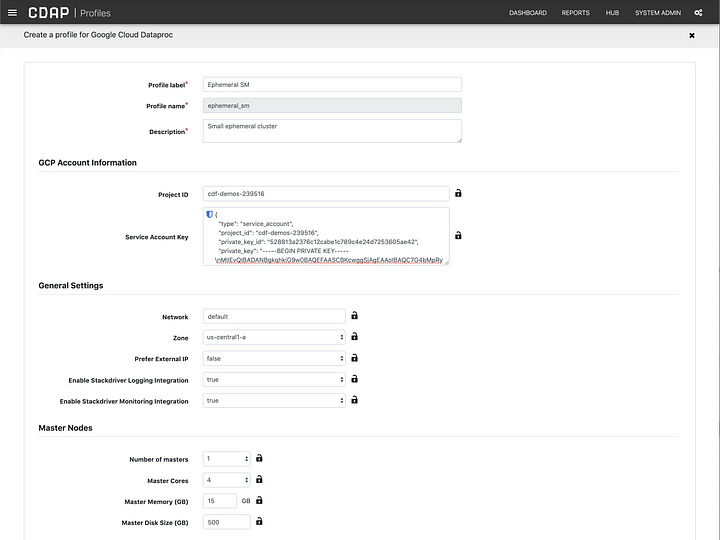 CDAP | Profiles DASHBOARD REPORTS HUB SYSTEM ADMIN
Create a profile for Google Cloud Dataproc
Profile label* Ephemeral SM
Profile name* ephemeral_sm
Description* Small ephemeral cluster
GCP Account Information
Project ID cdf-demos-239516
{
"type": "service_account",
"project_id": "cdf-demos-239516",
Service Account Key
"private_key_id": "528813a2376c12cabe1c789c4e24d7253605ae42",
"private_key": "-----BEGIN PRIVATE KEY-----
General Settings
Network default
Zone us-central1-a
Prefer External IP false
Enable Stackdriver Logging Integration true
Enable Stackdriver Monitoring Integration true
Master Nodes
Number of masters 1
Master Cores 4
Master Memory (GB) 15 GB
Master Disk Size (GB) 500